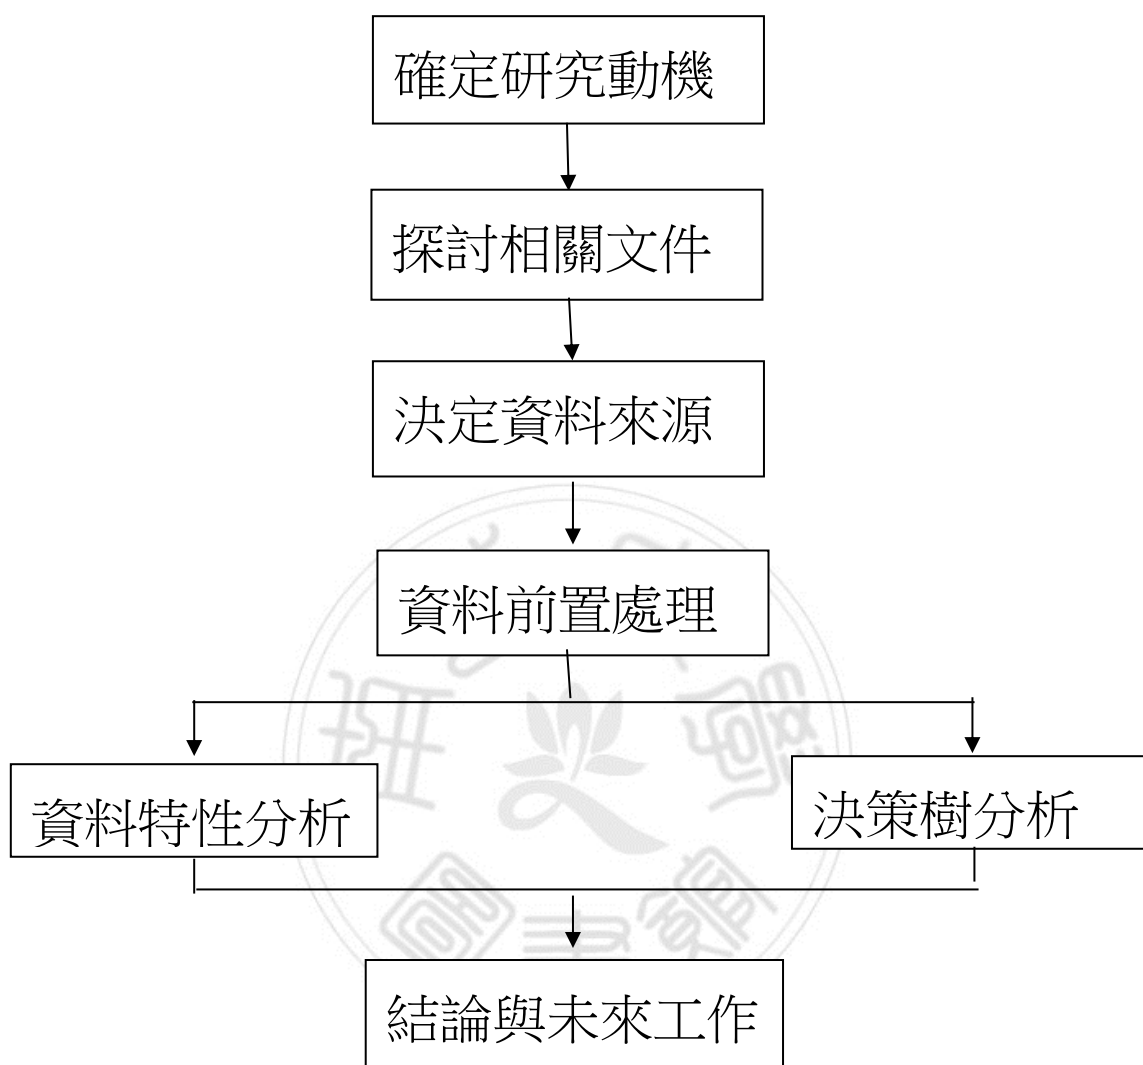 確定研究動機
探討相關文件
決定資料來源
資料前置處理
資料特性分析
決策樹分析
結論與未來工作